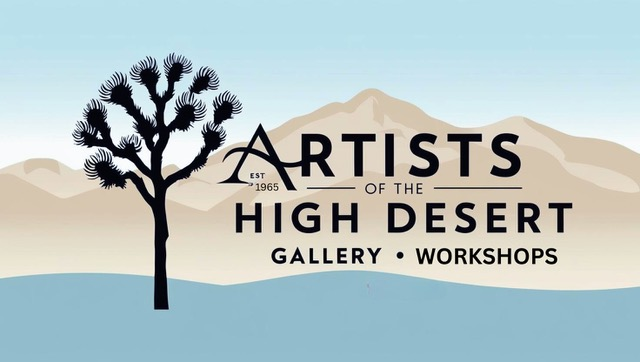 ARTISTS
EST
1965
OF THE
HIGH DESERT
GALLERY • WORKSHOPS